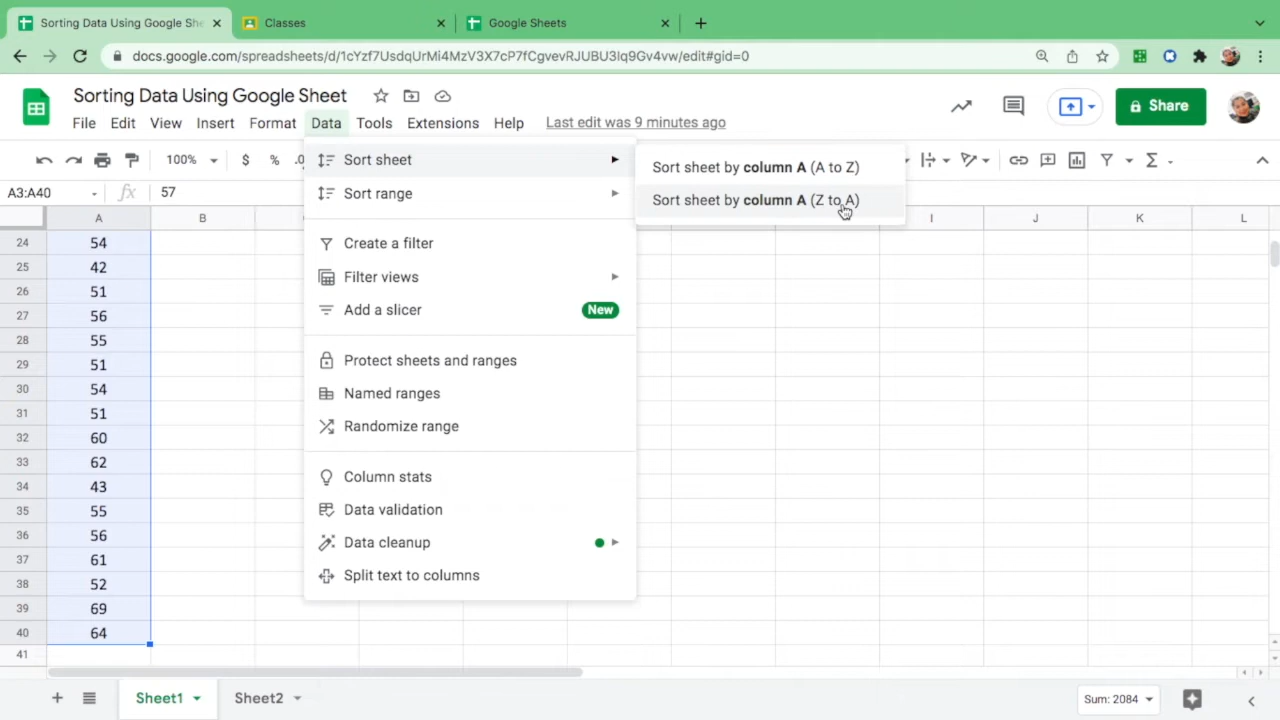 Sorting Data Using Google She
Classes
Google Sheets
docs.google.com/spreadsheets/d/1cYzf7UsdqUrMi4MzV3X7cP7fCgvevRJUBU3Iq9Gv4vw/edit#gid=0
Sorting Data Using Google Sheet
File Edit View Insert Format Data Tools Extensions Help Last edit was 9 minutes ago
Share
100% $ % .0
A3:A40 fx 57
Sort sheet
Sort range
Create a filter
Filter views
Add a slicer New
Protect sheets and ranges
Named ranges
Randomize range
Column stats
Data validation
Data cleanup
Split text to columns
Sort sheet by column A (A to Z)
Sort sheet by column A (Z to A)
A B I J K L
24 54
25 42
26 51
27 56
28 55
29 51
30 54
31 51
32 60
33 62
34 43
35 55
36 56
37 61
38 52
39 69
40 64
41
Sheet1 Sheet2 Sum: 2084